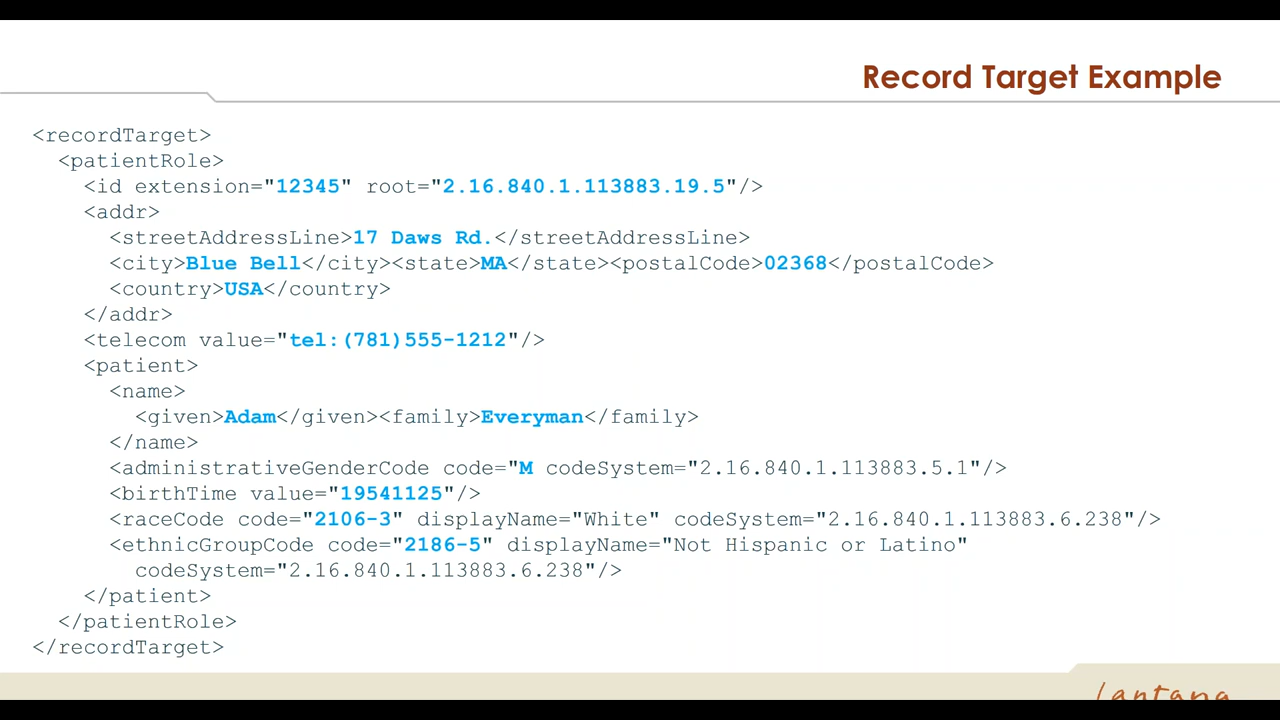 Record Target Example
<recordTarget>
<patientRole>
<id extension="12345" root="2.16.840.1.113883.19.5"/>
<addr>
<streetAddressLine>17 Daws Rd.</streetAddressLine>
<city>Blue Bell</city><state>MA</state><postalCode>02368</postalCode>
<country>USA</country>
</addr>
<telecom value="tel:(781)555-1212"/>
<patient>
<name>
<given>Adam</given><family>Everyman</family>
</name>
<administrativeGenderCode code="M codeSystem="2.16.840.1.113883.5.1"/>
<birthTime value="19541125"/>
<raceCode code="2106-3" displayName="White" codeSystem="2.16.840.1.113883.6.238"/>
<ethnicGroupCode code="2186-5" displayName="Not Hispanic or Latino"
codeSystem="2.16.840.1.113883.6.238"/>
</patient>
</patientRole>
</recordTarget>
Lantana